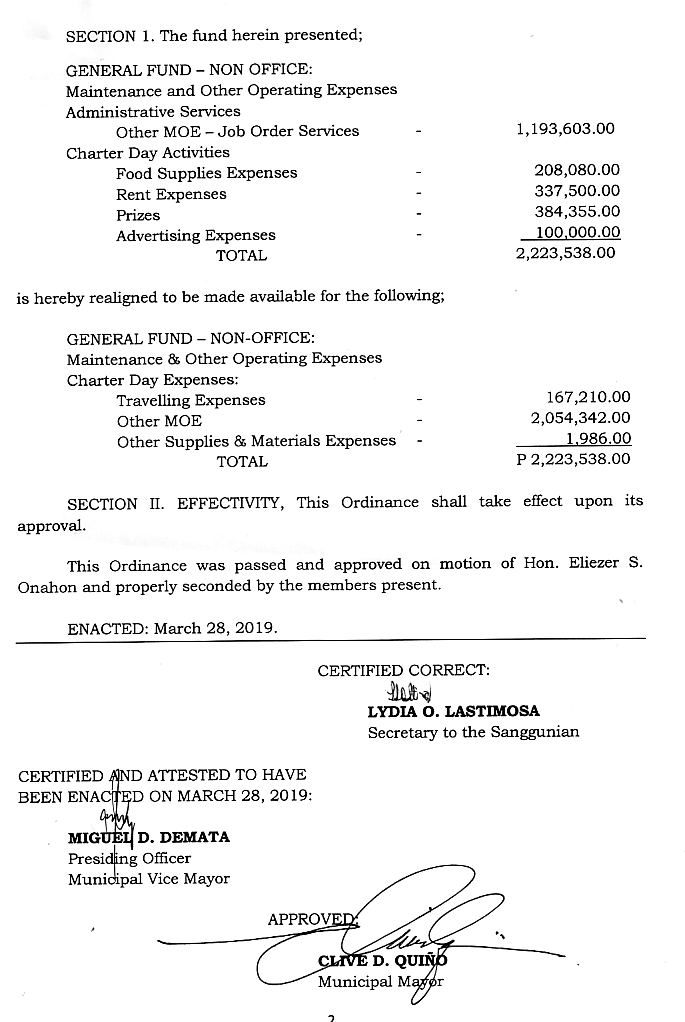 SECTION 1. The fund herein presented;
GENERAL FUND – NON OFFICE:
Maintenance and Other Operating Expenses
Administrative Services
Other MOE – Job Order Services - 1,193,603.00
Charter Day Activities
Food Supplies Expenses - 208,080.00
Rent Expenses - 337,500.00
Prizes - 384,355.00
Advertising Expenses - 100,000.00
TOTAL 2,223,538.00
is hereby realigned to be made available for the following;
GENERAL FUND – NON-OFFICE:
Maintenance & Other Operating Expenses
Charter Day Expenses:
Travelling Expenses - 167,210.00
Other MOE - 2,054,342.00
Other Supplies & Materials Expenses - 1,986.00
TOTAL P 2,223,538.00
SECTION II. EFFECTIVITY, This Ordinance shall take effect upon its
approval.
This Ordinance was passed and approved on motion of Hon. Eliezer S.
Onahon and properly seconded by the members present.
ENACTED: March 28, 2019.
CERTIFIED CORRECT:
LYDIA O. LASTIMOSA
Secretary to the Sanggunian
CERTIFIED AND ATTESTED TO HAVE
BEEN ENACTED ON MARCH 28, 2019:
MIGUEL D. DEMATA
Presiding Officer
Municipal Vice Mayor
APPROVED:
CLIVE D. QUIÑO
Municipal Mayor